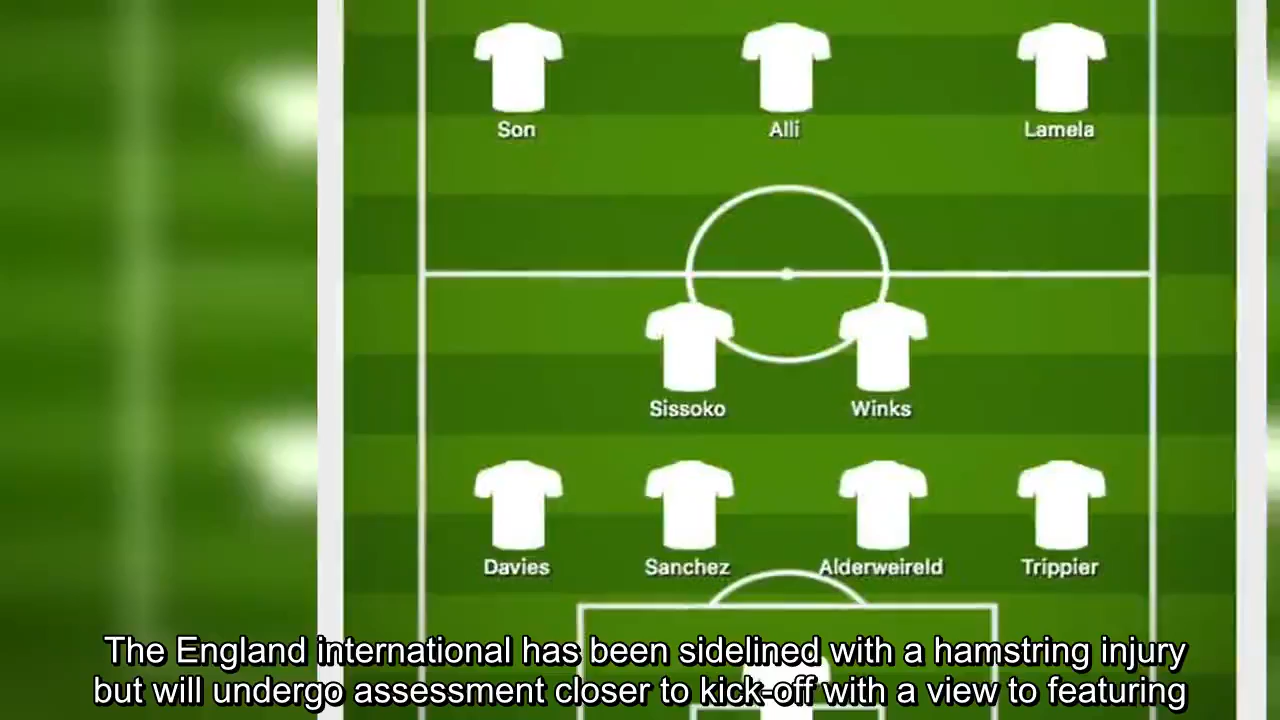 Son Alli Lamela
Sissoko Winks
Davies Sanchez Alderweireld Trippier
The England international has been sidelined with a hamstring injury
but will undergo assessment closer to kick-off with a view to featuring